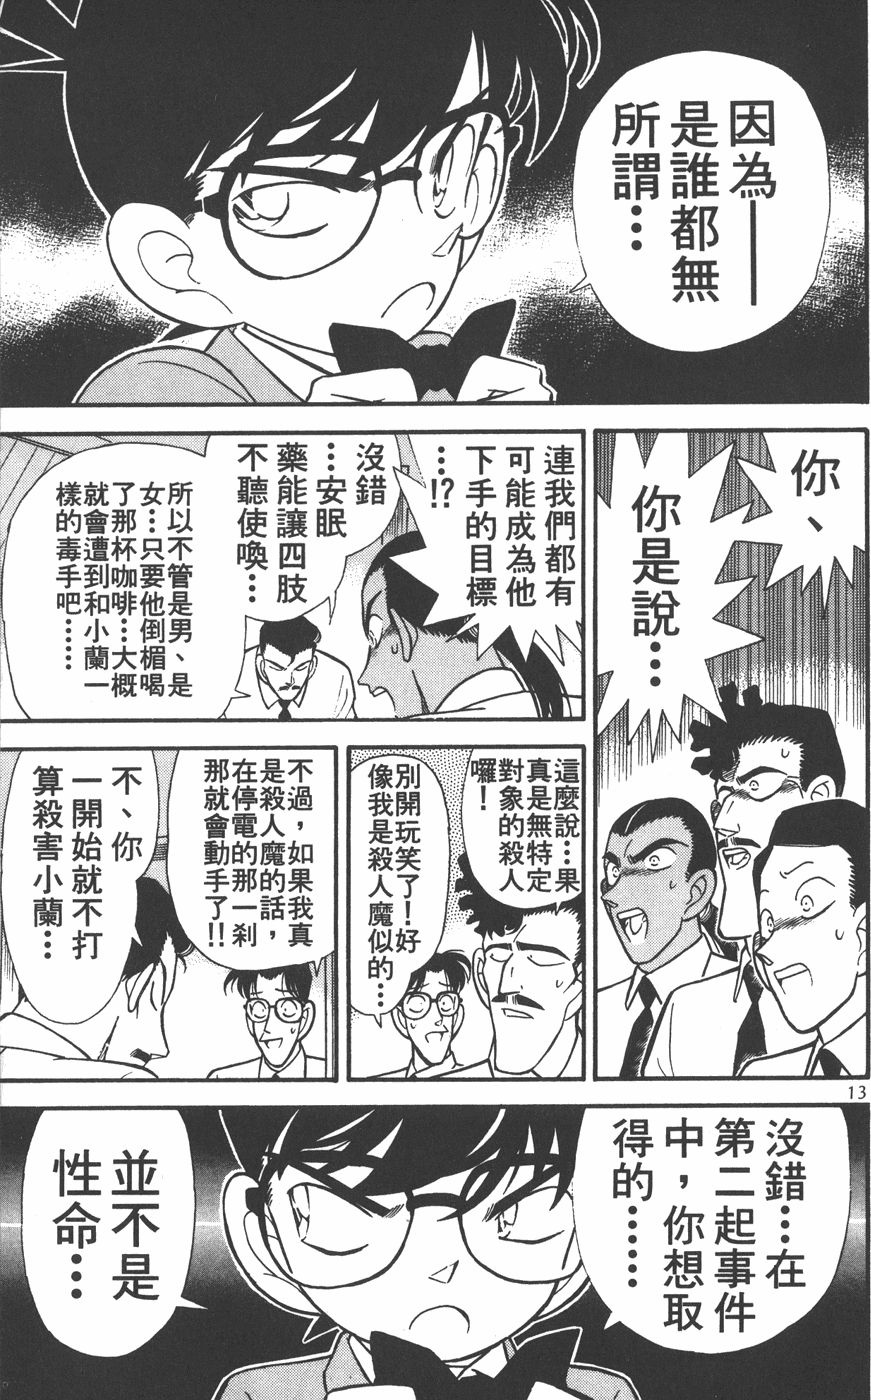 因為——
是誰都無
所謂…
你、
你是說…
連我們都有
可能成為他
下手的目標
…!?
沒錯
…安眠
藥能讓四肢
不聽使喚…
所以不管是男、是
女…只要他倒楣喝
了那杯咖啡…大概
就會遭到和小蘭一
樣的毒手吧……
這麼說…果
真是無特定
對象的殺人
囉！
別開玩笑了！好
像我是殺人魔似的…
不過，如果我真
是殺人魔的話，
在停電的那一剎
那就會動手了!!
不、你
一開始就不打
算殺害小蘭…
13
沒錯…在
第二起事件
中，你想取
得的……
並不是
性命…